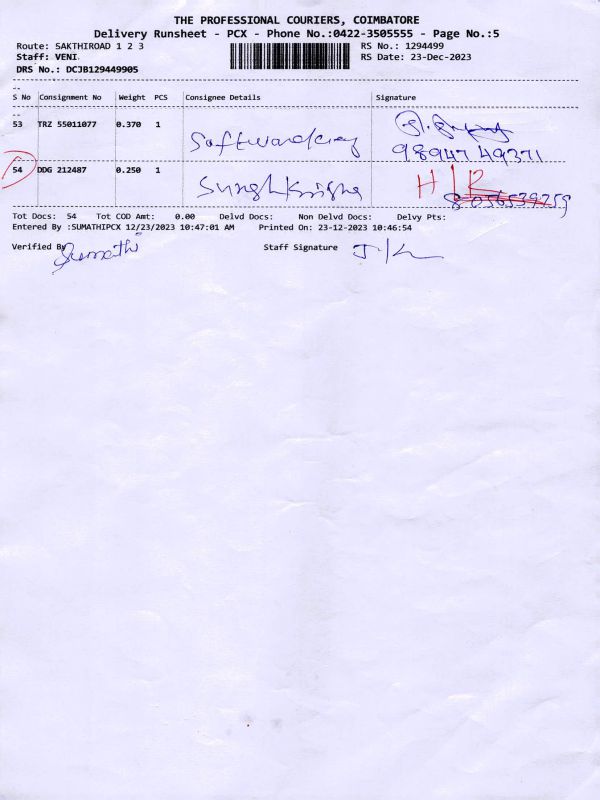 THE PROFESSIONAL COURIERS, COIMBATORE
Delivery Runsheet - PCX - Phone No.:0422-3505555 - Page No.:5
Route: SAKTHIROAD 1 2 3 RS No.: 1294499
Staff: VENI. RS Date: 23-Dec-2023
DRS No.: DCJB129449905
S No Consignment No Weight PCS Consignee Details Signature
53 TRZ 55011077 0.370 1
98947 49371
54 DDG 212487 0.250 1 H/R
Tot Docs: 54 Tot COD Amt: 0.00 Delvd Docs: Non Delvd Docs: Delvy Pts:
Entered By :SUMATHIPCX 12/23/2023 10:47:01 AM Printed On: 23-12-2023 10:46:54
Verified By Sumathi Staff Signature